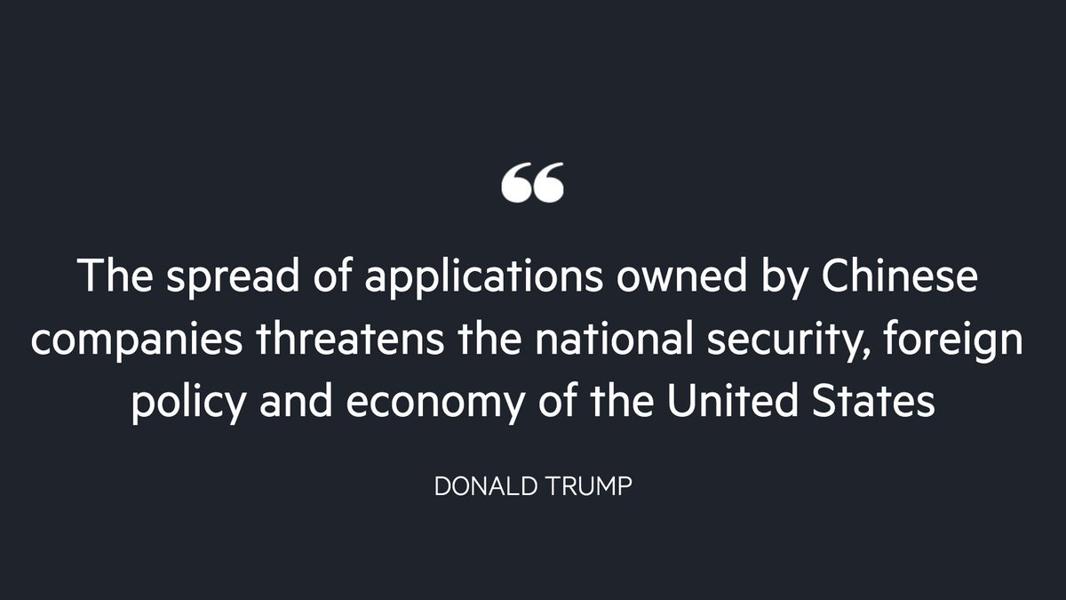 “
The spread of applications owned by Chinese
companies threatens the national security, foreign
policy and economy of the United States
DONALD TRUMP